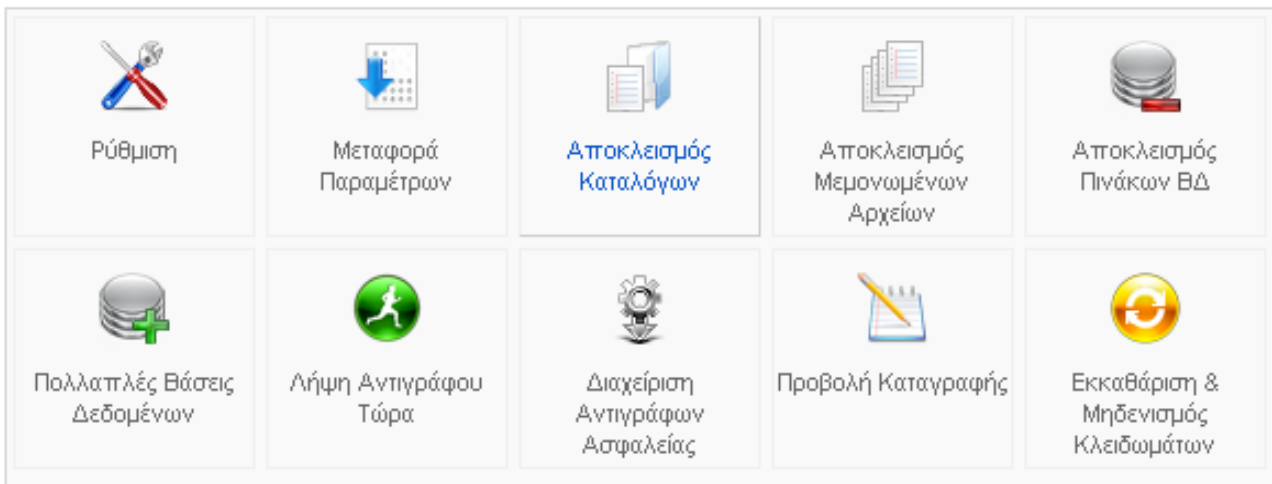 Ρύθμιση
Μεταφορά
Παραμέτρων
Αποκλεισμός
Καταλόγων
Αποκλεισμός
Μεμονωμένων
Αρχείων
Αποκλεισμός
Πινάκων ΒΔ
Πολλαπλές Βάσεις
Δεδομένων
Λήψη Αντιγράφου
Τώρα
Διαχείριση
Αντιγράφων
Ασφαλείας
Προβολή Καταγραφής
Εκκαθάριση &
Μηδενισμός
Κλειδωμάτων